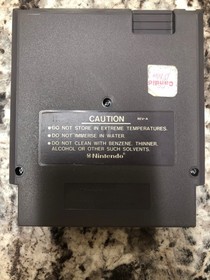 CAUTION
REV-A
●DO NOT STORE IN EXTREME TEMPERATURES.
●DO NOT IMMERSE IN WATER.
●DO NOT CLEAN WITH BENZENE, THINNER,
ALCOHOL OR OTHER SUCH SOLVENTS.
Nintendo